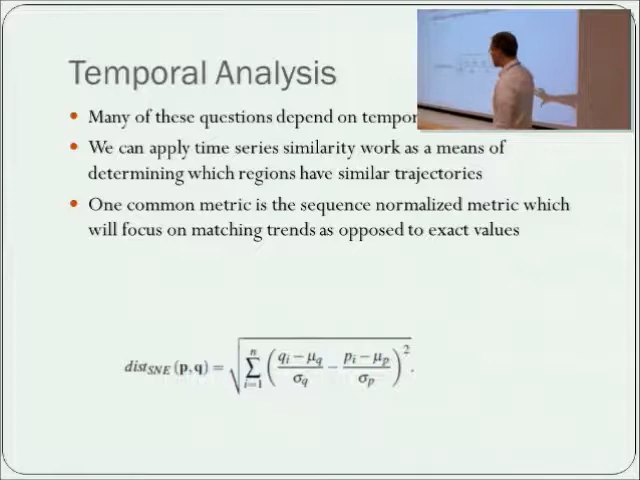 Temporal Analysis
• Many of these questions depend on
• We can apply time series similarity work as a means of
determining which regions have similar trajectories
• One common metric is the sequence normalized metric which
will focus on matching trends as opposed to exact values
dist_SNE (p,q) = √(∑_{i=1}^{n} ((q_i − μ_q)/σ_q − (p_i − μ_p)/σ_p)^2).